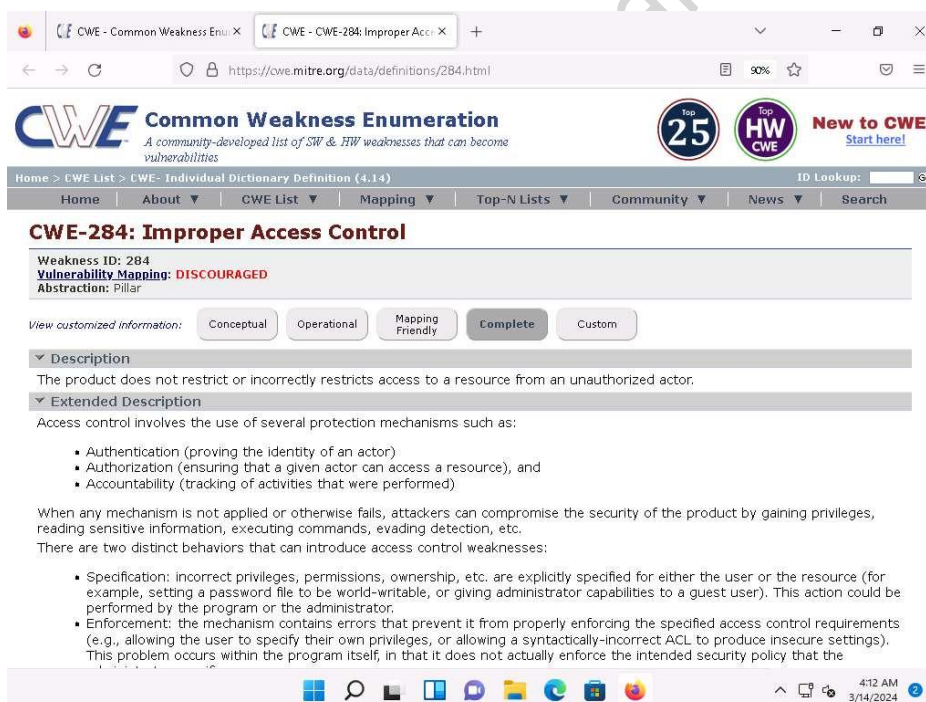 CWE - Common Weakness Enu
CWE - CWE-284: Improper Acc
https://cwe.mitre.org/data/definitions/284.html
90%
CWE
Common Weakness Enumeration
A community-developed list of SW & HW weaknesses that can become
vulnerabilities
Top
25
Top
HW
CWE
New to CWE
Start here!
Home > CWE List > CWE- Individual Dictionary Definition (4.14)
ID Lookup:
Home
About ▼
CWE List ▼
Mapping ▼
Top-N Lists ▼
Community ▼
News ▼
Search
CWE-284: Improper Access Control
Weakness ID: 284
Vulnerability Mapping: DISCOURAGED
Abstraction: Pillar
View customized information:
Conceptual
Operational
Mapping
Friendly
Complete
Custom
Description
The product does not restrict or incorrectly restricts access to a resource from an unauthorized actor.
Extended Description
Access control involves the use of several protection mechanisms such as:
• Authentication (proving the identity of an actor)
• Authorization (ensuring that a given actor can access a resource), and
• Accountability (tracking of activities that were performed)
When any mechanism is not applied or otherwise fails, attackers can compromise the security of the product by gaining privileges,
reading sensitive information, executing commands, evading detection, etc.
There are two distinct behaviors that can introduce access control weaknesses:
• Specification: incorrect privileges, permissions, ownership, etc. are explicitly specified for either the user or the resource (for
example, setting a password file to be world-writable, or giving administrator capabilities to a guest user). This action could be
performed by the program or the administrator.
• Enforcement: the mechanism contains errors that prevent it from properly enforcing the specified access control requirements
(e.g., allowing the user to specify their own privileges, or allowing a syntactically-incorrect ACL to produce insecure settings).
This problem occurs within the program itself, in that it does not actually enforce the intended security policy that the
4:12 AM
3/14/2024
2